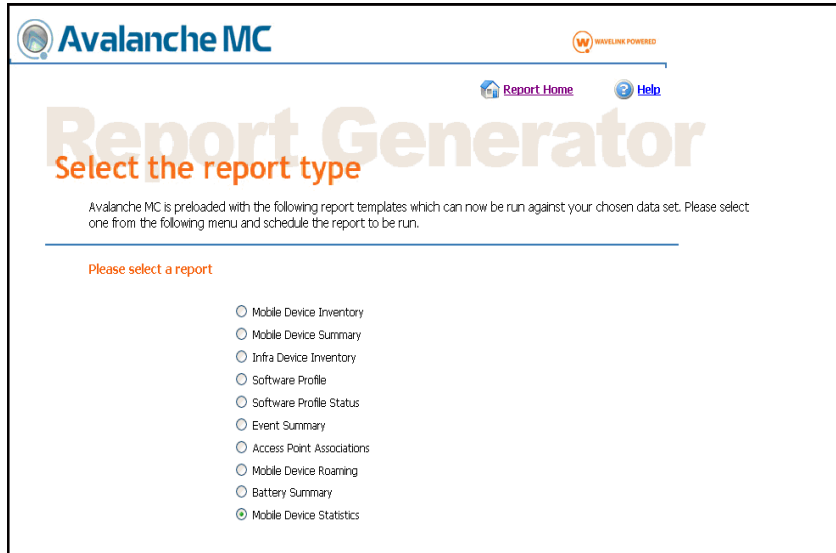 Avalanche MC
WAVELINK POWERED
Report Home
Help
Report Generator
Select the report type
Avalanche MC is preloaded with the following report templates which can now be run against your chosen data set. Please select
one from the following menu and schedule the report to be run.
Please select a report
Mobile Device Inventory
Mobile Device Summary
Infra Device Inventory
Software Profile
Software Profile Status
Event Summary
Access Point Associations
Mobile Device Roaming
Battery Summary
Mobile Device Statistics